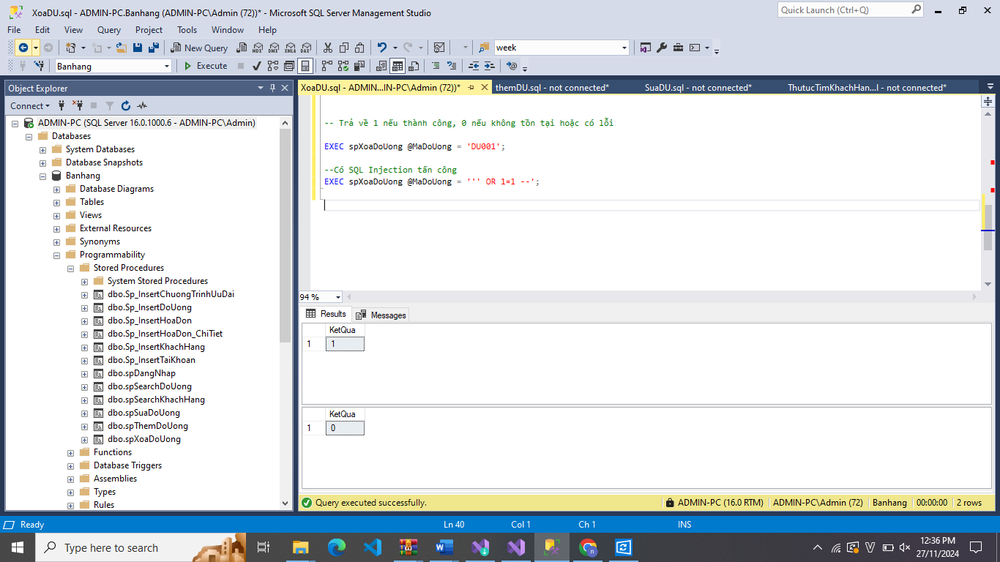 XoaDU.sql - ADMIN-PC.Banhang (ADMIN-PC\Admin (72))* - Microsoft SQL Server Management Studio
Quick Launch (Ctrl+Q)
File Edit View Query Project Tools Window Help
New Query MDX DMX XMLA DAX week
Banhang Execute
Object Explorer
XoaDU.sql - ADMIN...IN-PC\Admin (72))* themDU.sql - not connected* SuaDU.sql - not connected* ThutucTimKhachHan...l - not connected*
Connect
ADMIN-PC (SQL Server 16.0.1000.6 - ADMIN-PC\Admin)
Databases
System Databases
Database Snapshots
Banhang
Database Diagrams
Tables
Views
External Resources
Synonyms
Programmability
Stored Procedures
System Stored Procedures
dbo.Sp_InsertChuongTrinhUuDai
dbo.Sp_InsertDoUong
dbo.Sp_InsertHoaDon
dbo.Sp_InsertHoaDon_ChiTiet
dbo.Sp_InsertKhachHang
dbo.Sp_InsertTaiKhoan
dbo.spDangNhap
dbo.spSearchDoUong
dbo.spSearchKhachHang
dbo.spSuaDoUong
dbo.spThemDoUong
dbo.spXoaDoUong
Functions
Database Triggers
Assemblies
Types
Rules
-- Trả về 1 nếu thành công, 0 nếu không tồn tại hoặc có lỗi
EXEC spXoaDoUong @MaDoUong = 'DU001';
--Có SQL Injection tấn công
EXEC spXoaDoUong @MaDoUong = ''' OR 1=1 --';
94 %
Results Messages
KetQua
1 1
KetQua
1 0
Query executed successfully. ADMIN-PC (16.0 RTM) ADMIN-PC\Admin (72) Banhang 00:00:00 2 rows
Ready Ln 40 Col 1 Ch 1 INS
Type here to search
12:36 PM
27/11/2024